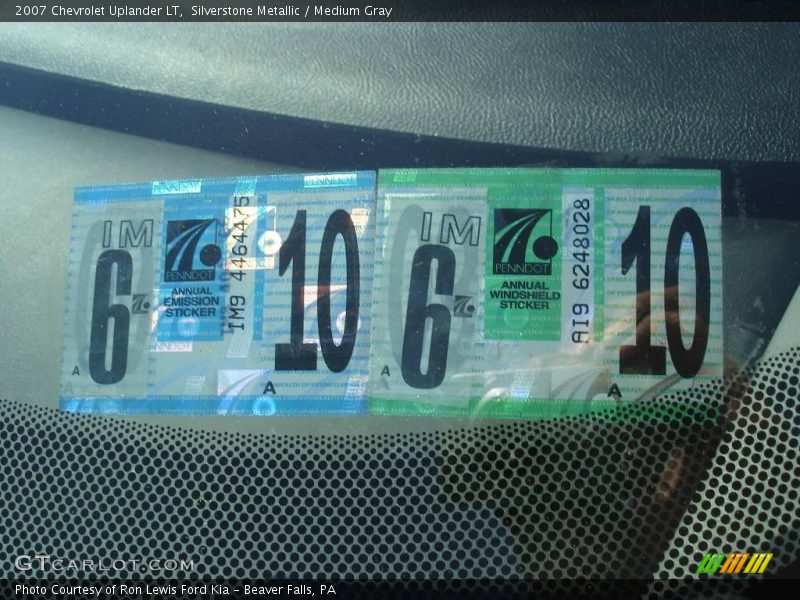 2007 Chevrolet Uplander LT, Silverstone Metallic / Medium Gray
PENNDOT
PENNDOT
IM
6
PENNDOT
ANNUAL
EMISSION
STICKER
IM9 4464475
10
A
A
IM
6
PENNDOT
ANNUAL
WINDSHIELD
STICKER
AI9 6248028
10
A
A
GTCARLOT.COM
Photo Courtesy of Ron Lewis Ford Kia - Beaver Falls, PA